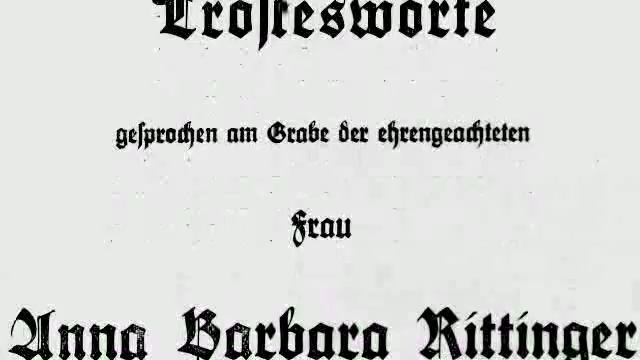 Trostesworte
gesprochen am Grabe der ehrengeachteten
Frau
Anna Barbara Rittinger